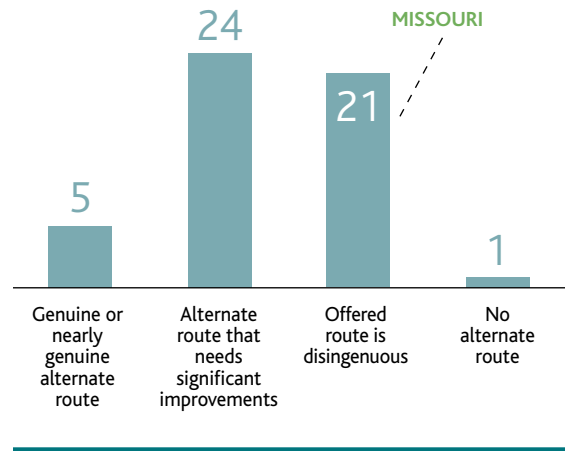 24
MISSOURI
21
5
1
Genuine or
nearly
genuine
alternate
route
Alternate
route that
needs
significant
improvements
Offered
route is
disingenuous
No
alternate
route